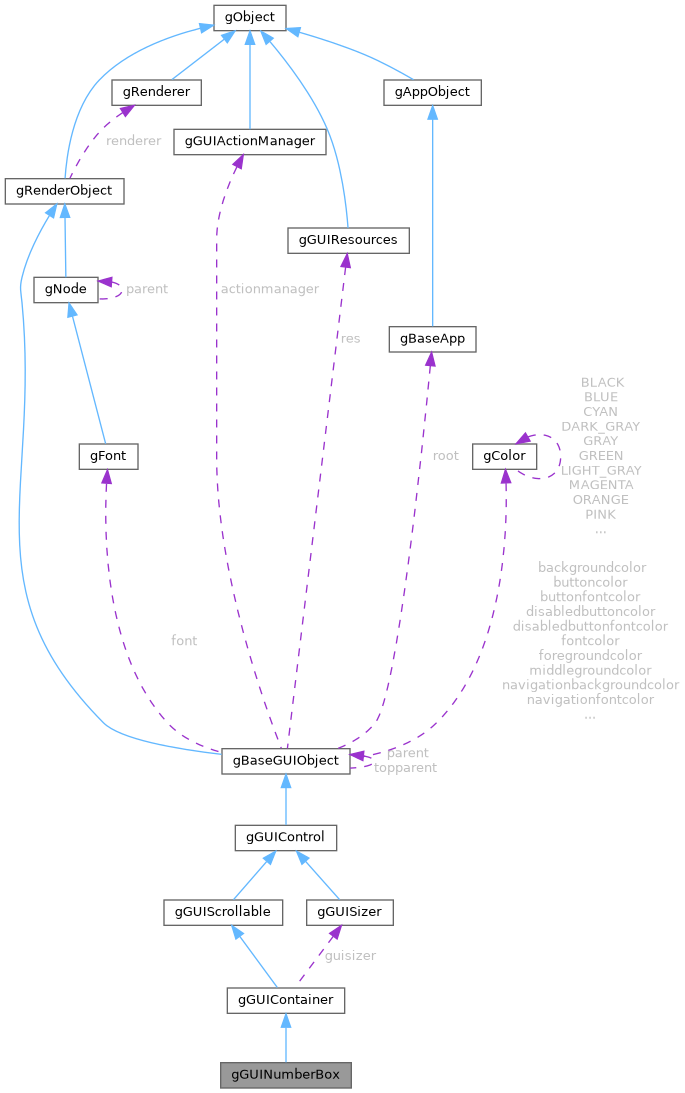 gObject
gRenderer
gAppObject
renderer
gGUIActionManager
gRenderObject
gGUIResources
gNode
parent
actionmanager
res
gBaseApp
BLACK
BLUE
CYAN
DARK_GRAY
GRAY
GREEN
LIGHT_GRAY
MAGENTA
ORANGE
PINK
...
gFont
root
gColor
backgroundcolor
buttoncolor
buttonfontcolor
disabledbuttoncolor
disabledbuttonfontcolor
fontcolor
foregroundcolor
middlegroundcolor
navigationbackgroundcolor
navigationfontcolor
...
font
gBaseGUIObject
parent
topparent
gGUIControl
gGUIScrollable
gGUISizer
guisizer
gGUIContainer
gGUINumberBox